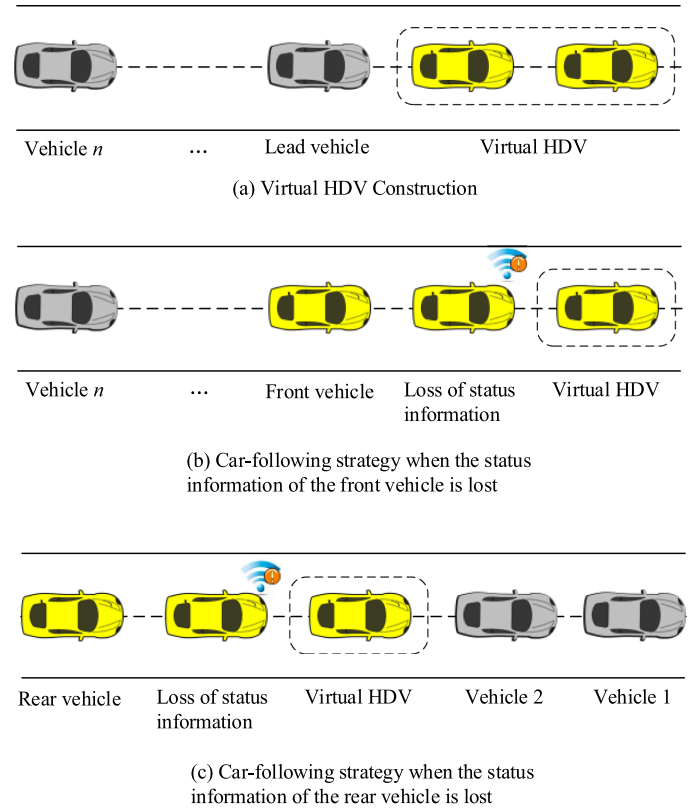 Vehicle n ... Lead vehicle Virtual HDV
(a) Virtual HDV Construction
Vehicle n ... Front vehicle Loss of status information Virtual HDV
(b) Car-following strategy when the status
information of the front vehicle is lost
Rear vehicle Loss of status information Virtual HDV Vehicle 2 Vehicle 1
(c) Car-following strategy when the status
information of the rear vehicle is lost